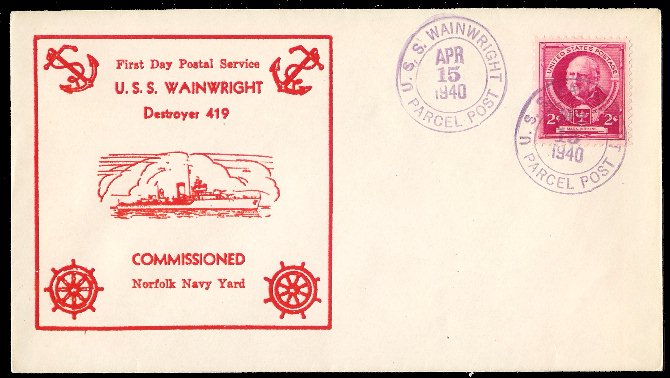 First Day Postal Service
U. S. S. WAINWRIGHT
Destroyer 419
COMMISSIONED
Norfolk Navy Yard
U. S. S. WAINWRIGHT
APR
15
1940
PARCEL POST
UNITED STATES POSTAGE
2¢ 2¢
U. S. S. T
15
1940
PARCEL POST